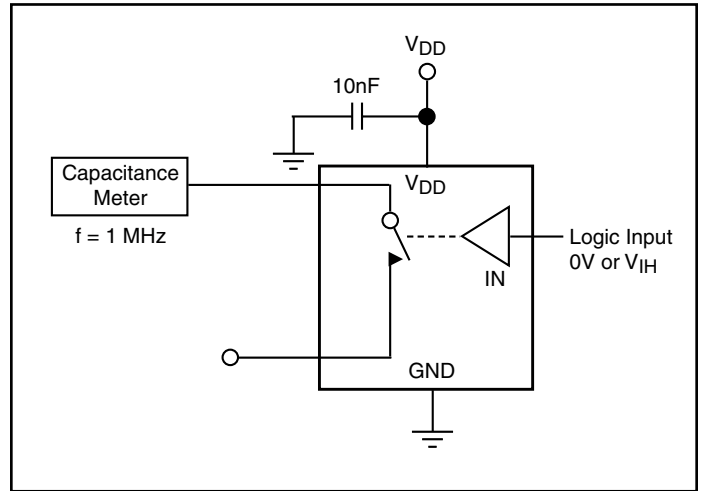 VDD
10nF
Capacitance
Meter
f = 1 MHz
VDD
IN
Logic Input
0V or VIH
GND